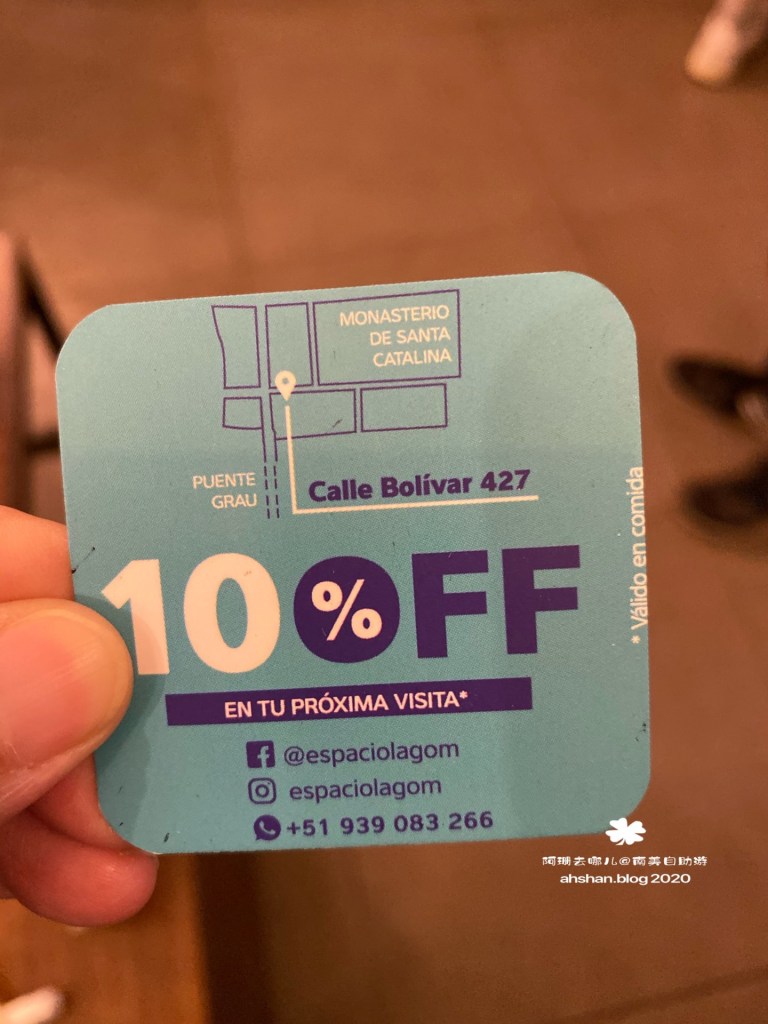 MONASTERIO
DE SANTA
CATALINA
PUENTE
GRAU
Calle Bolívar 427
* Válido en comida
10%OFF
EN TU PRÓXIMA VISITA*
@espaciolagom
espaciolagom
+51 939 083 266
阿珊去哪儿@南美自助游
ahshan.blog 2020